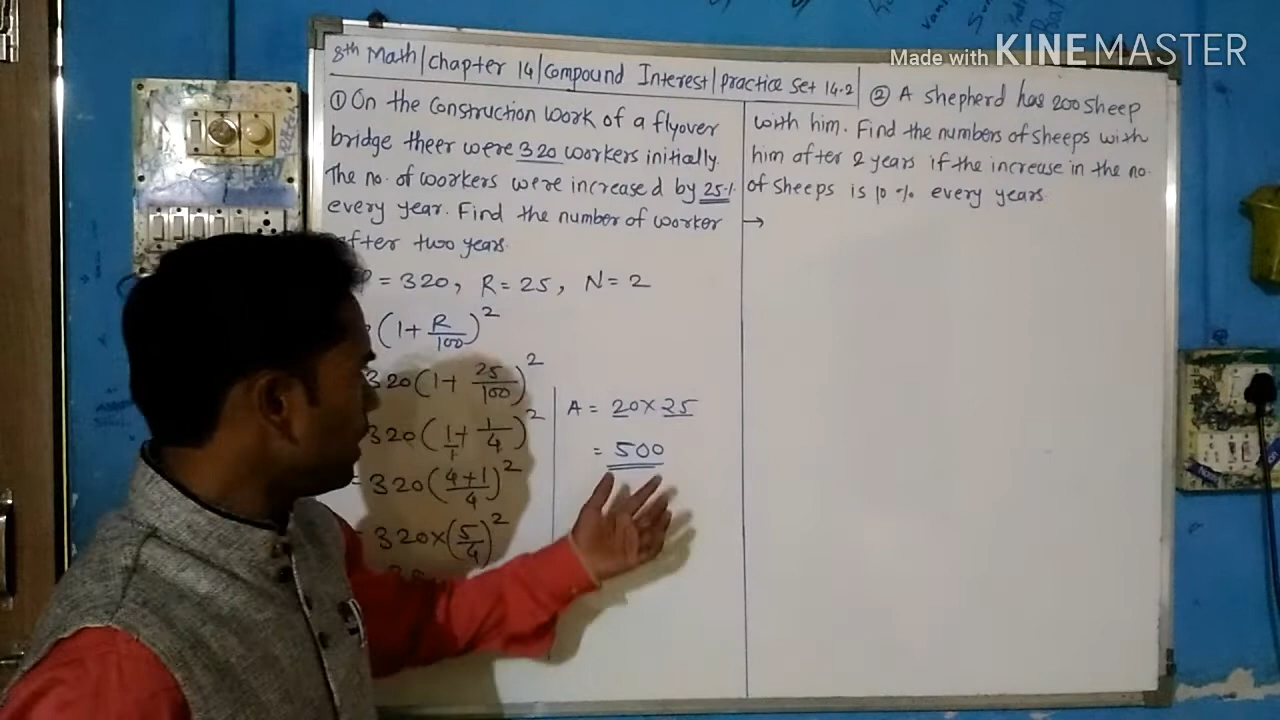 Made with KINEMASTER
8th Math/Chapter 14/Compound Interest/Practice Set 14.2
① On the construction work of a flyover
bridge theer were 320 workers initially.
The no. of workers were increased by 25%
every year. Find the number of worker
after two years.
P = 320, R = 25, N = 2
(1+ R/100)²
320(1+ 25/100)²
320(1/1+ 1/4)²
= 320(4+1/4)²
= 320×(5/4)²
A = 20×25
= 500
② A shepherd has 200 sheep
with him. Find the numbers of sheeps with
him after 2 years if the increase in the no.
of sheeps is 10 % every years.
→